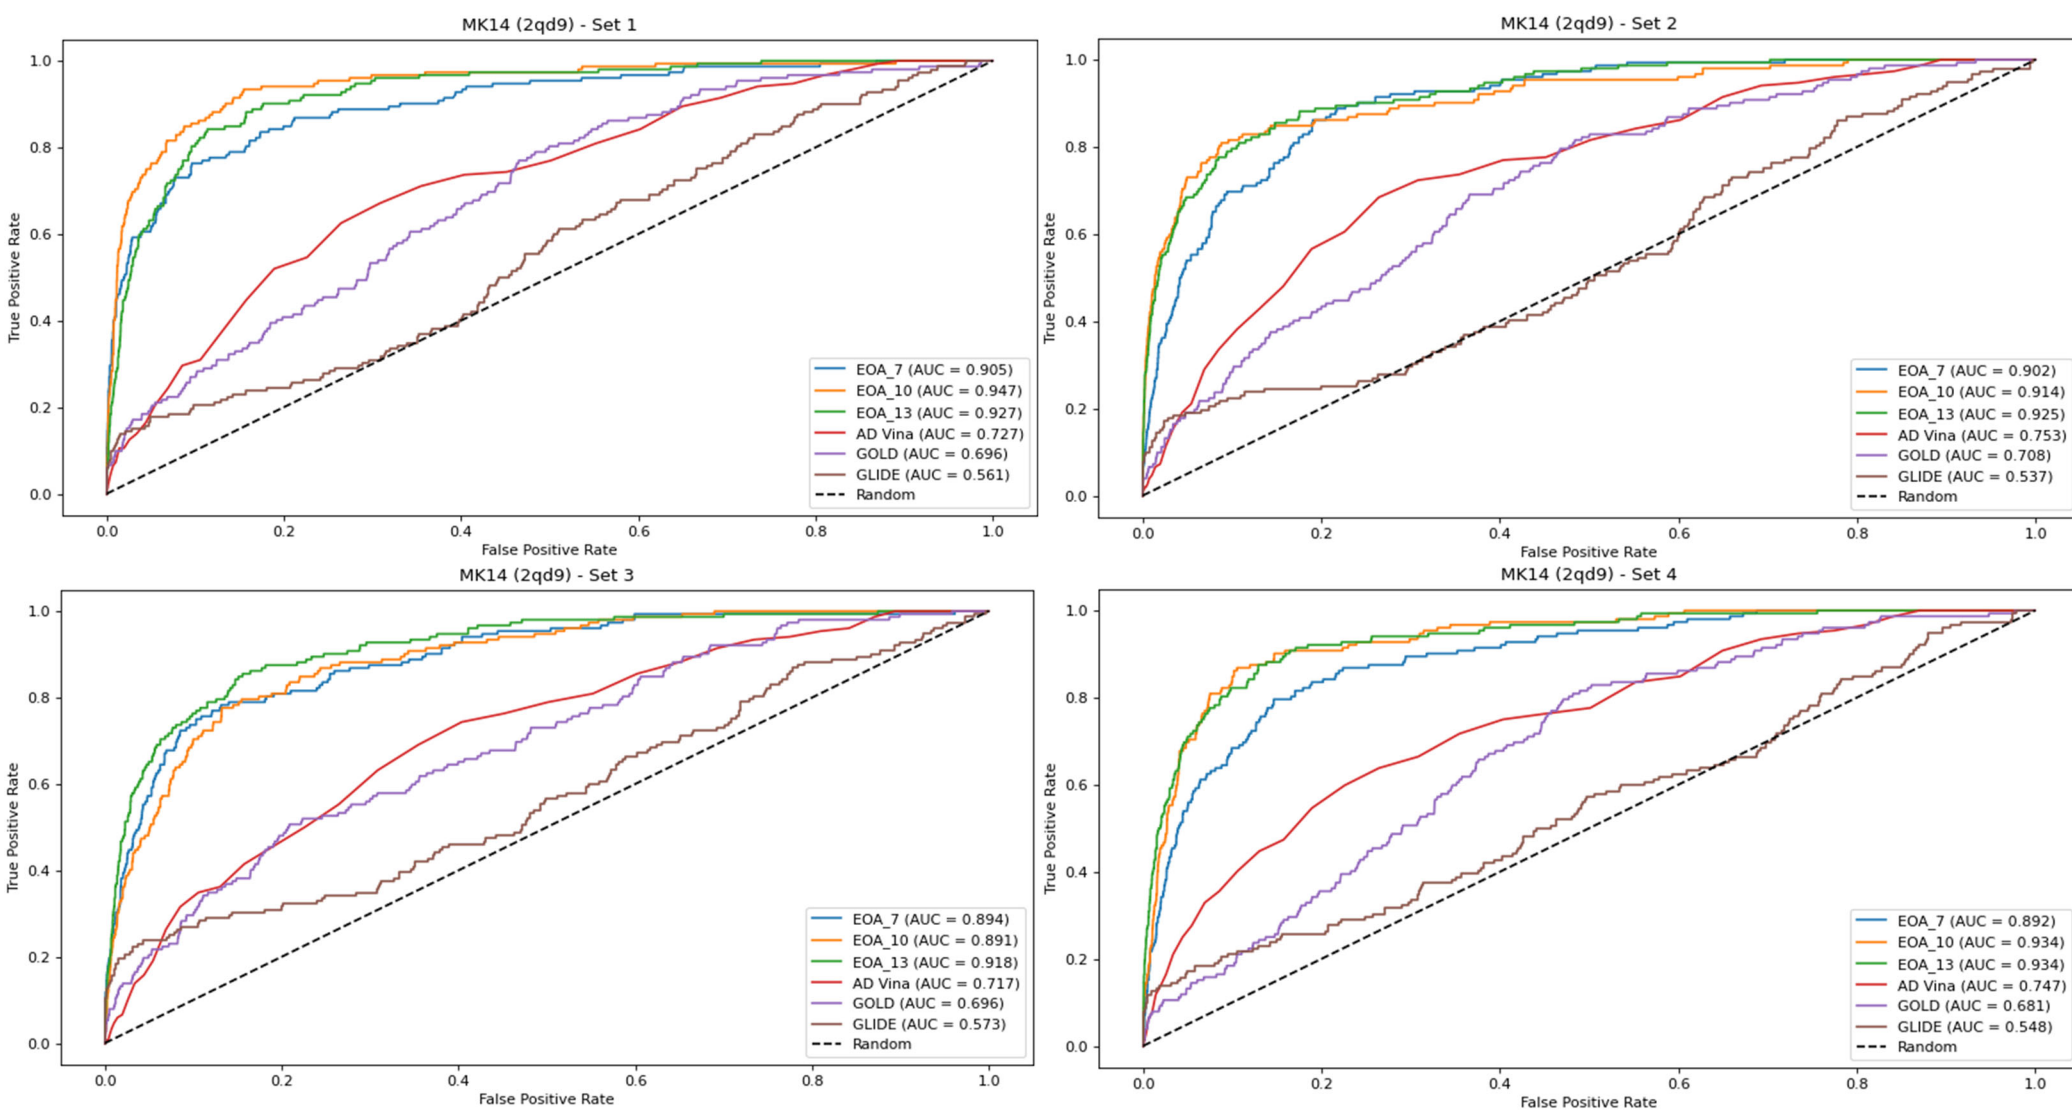 MK14 (2qd9) - Set 1
True Positive Rate
1.0
0.8
0.6
0.4
0.2
0.0
EOA_7 (AUC = 0.905)
EOA_10 (AUC = 0.947)
EOA_13 (AUC = 0.927)
AD Vina (AUC = 0.727)
GOLD (AUC = 0.696)
GLIDE (AUC = 0.561)
Random
0.0 0.2 0.4 0.6 0.8 1.0
False Positive Rate
MK14 (2qd9) - Set 2
True Positive Rate
1.0
0.8
0.6
0.4
0.2
0.0
EOA_7 (AUC = 0.902)
EOA_10 (AUC = 0.914)
EOA_13 (AUC = 0.925)
AD Vina (AUC = 0.753)
GOLD (AUC = 0.708)
GLIDE (AUC = 0.537)
Random
0.0 0.2 0.4 0.6 0.8 1.0
False Positive Rate
MK14 (2qd9) - Set 3
True Positive Rate
1.0
0.8
0.6
0.4
0.2
0.0
EOA_7 (AUC = 0.894)
EOA_10 (AUC = 0.891)
EOA_13 (AUC = 0.918)
AD Vina (AUC = 0.717)
GOLD (AUC = 0.696)
GLIDE (AUC = 0.573)
Random
0.0 0.2 0.4 0.6 0.8 1.0
False Positive Rate
MK14 (2qd9) - Set 4
True Positive Rate
1.0
0.8
0.6
0.4
0.2
0.0
EOA_7 (AUC = 0.892)
EOA_10 (AUC = 0.934)
EOA_13 (AUC = 0.934)
AD Vina (AUC = 0.747)
GOLD (AUC = 0.681)
GLIDE (AUC = 0.548)
Random
0.0 0.2 0.4 0.6 0.8 1.0
False Positive Rate